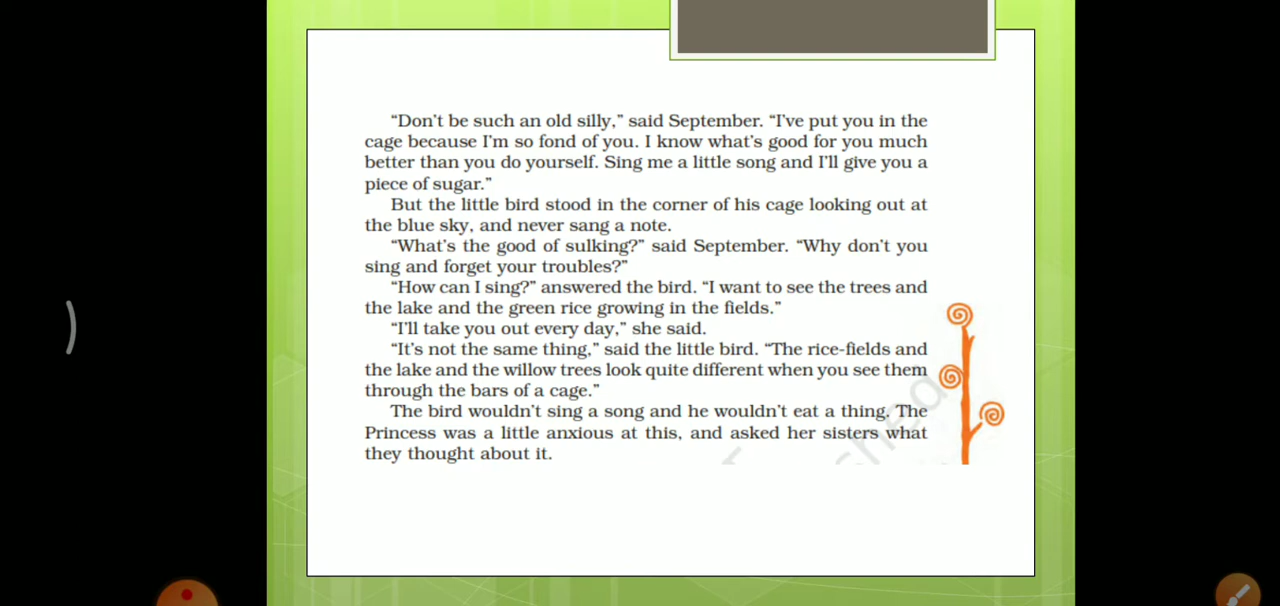 “Don’t be such an old silly,” said September. “I’ve put you in the
cage because I’m so fond of you. I know what’s good for you much
better than you do yourself. Sing me a little song and I’ll give you a
piece of sugar.”
But the little bird stood in the corner of his cage looking out at
the blue sky, and never sang a note.
“What’s the good of sulking?” said September. “Why don’t you
sing and forget your troubles?”
“How can I sing?” answered the bird. “I want to see the trees and
the lake and the green rice growing in the fields.”
“I’ll take you out every day,” she said.
“It’s not the same thing,” said the little bird. “The rice-fields and
the lake and the willow trees look quite different when you see them
through the bars of a cage.”
The bird wouldn’t sing a song and he wouldn’t eat a thing. The
Princess was a little anxious at this, and asked her sisters what
they thought about it.